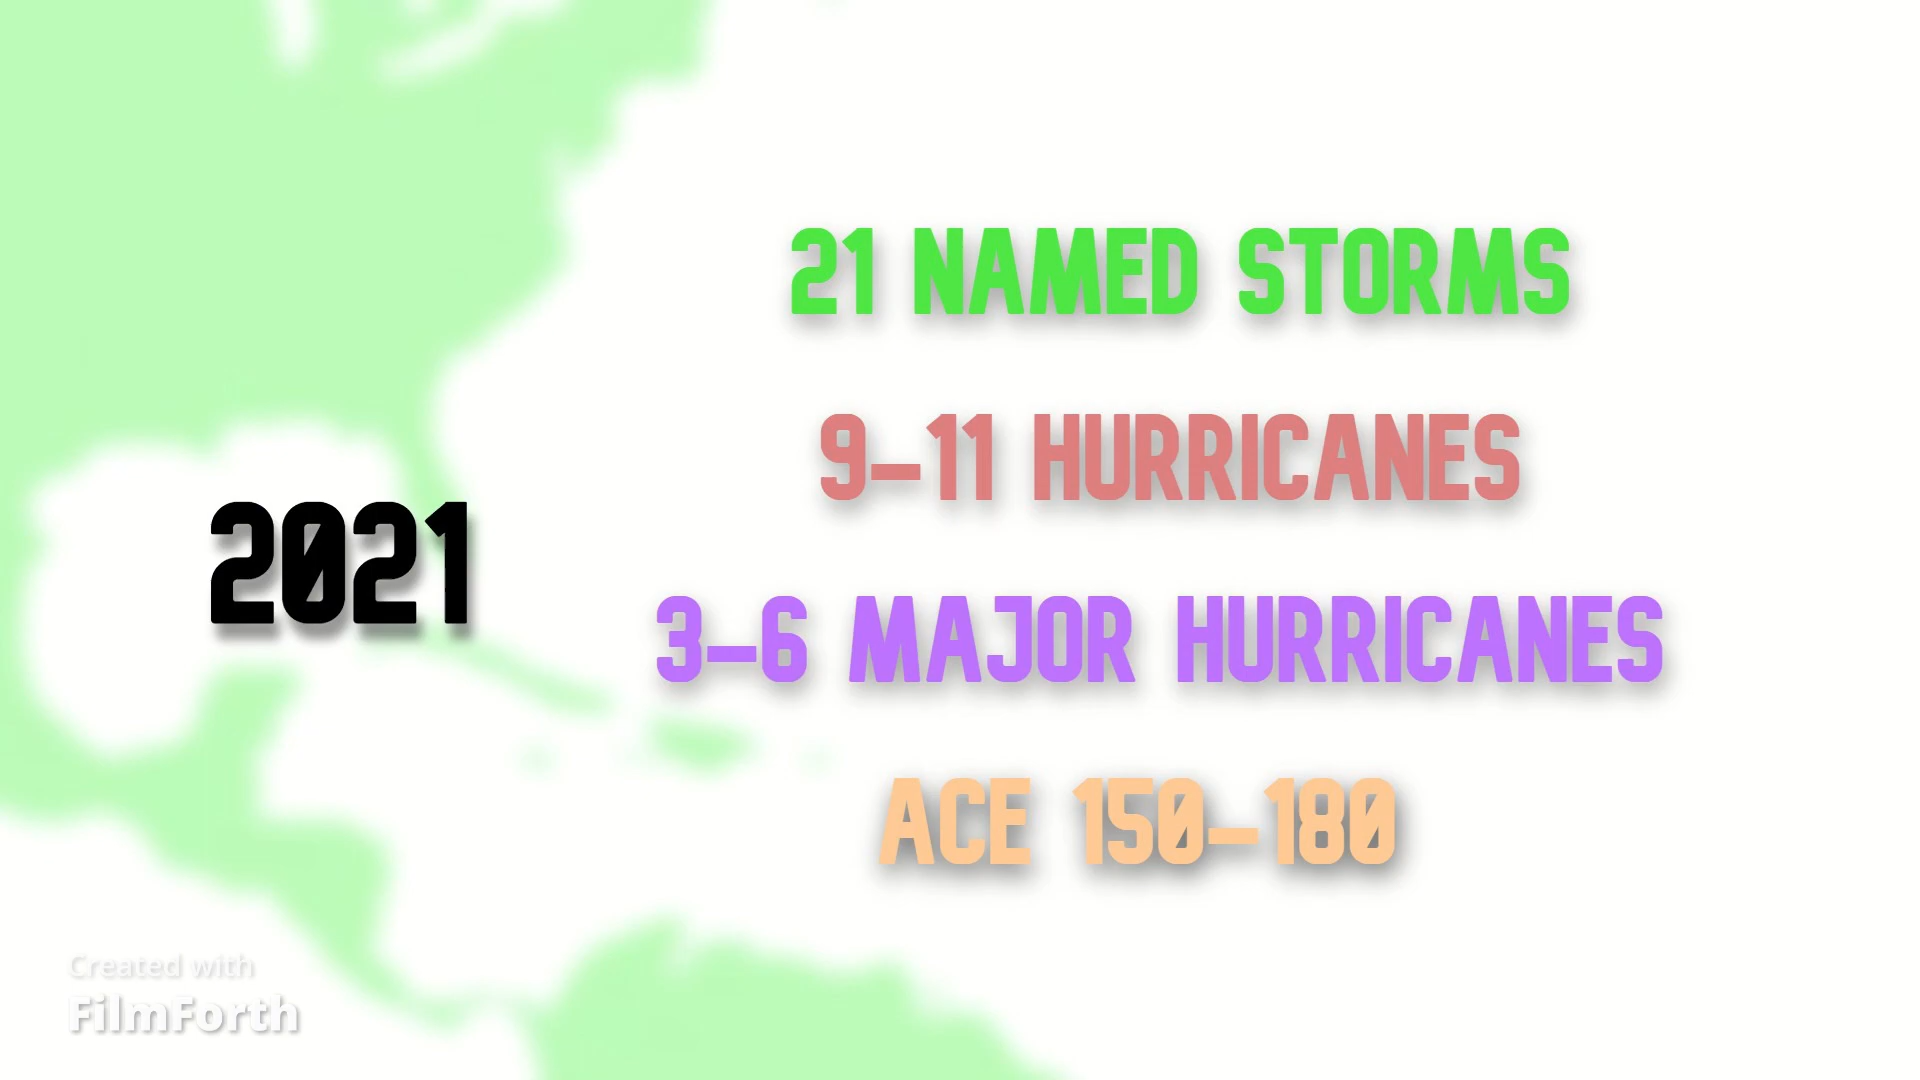 21 NAMED STORMS
9-11 HURRICANES
2021
3-6 MAJOR HURRICANES
ACE 150-180
Created with
FilmForth